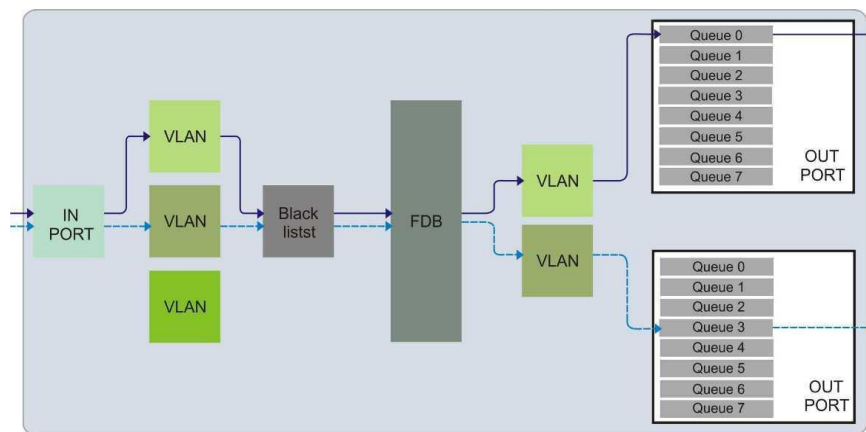 IN
PORT
VLAN
VLAN
VLAN
Black
listst
FDB
VLAN
VLAN
Queue 0
Queue 1
Queue 2
Queue 3
Queue 4
Queue 5
Queue 6
Queue 7
OUT
PORT
Queue 0
Queue 1
Queue 2
Queue 3
Queue 4
Queue 5
Queue 6
Queue 7
OUT
PORT